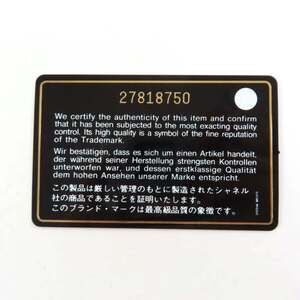 27818750
We certify the authenticity of this item and confirm
that it has been subjected to the most exacting quality
control. Its high quality is a symbol of the fine reputation
of the Trademark.
Wir bestätigen, dass es sich um einen Artikel handelt,
der während seiner Herstellung strengsten Kontrollen
unterworfen war, und dessen erstklassige Qualität
dem hohen Ansehen unserer Marke entspricht.
この製品は厳しい管理のもとに製造されたシャネル
社の商品であることを証明いたします。
このブランド・マークは最高級品質の象徴です。